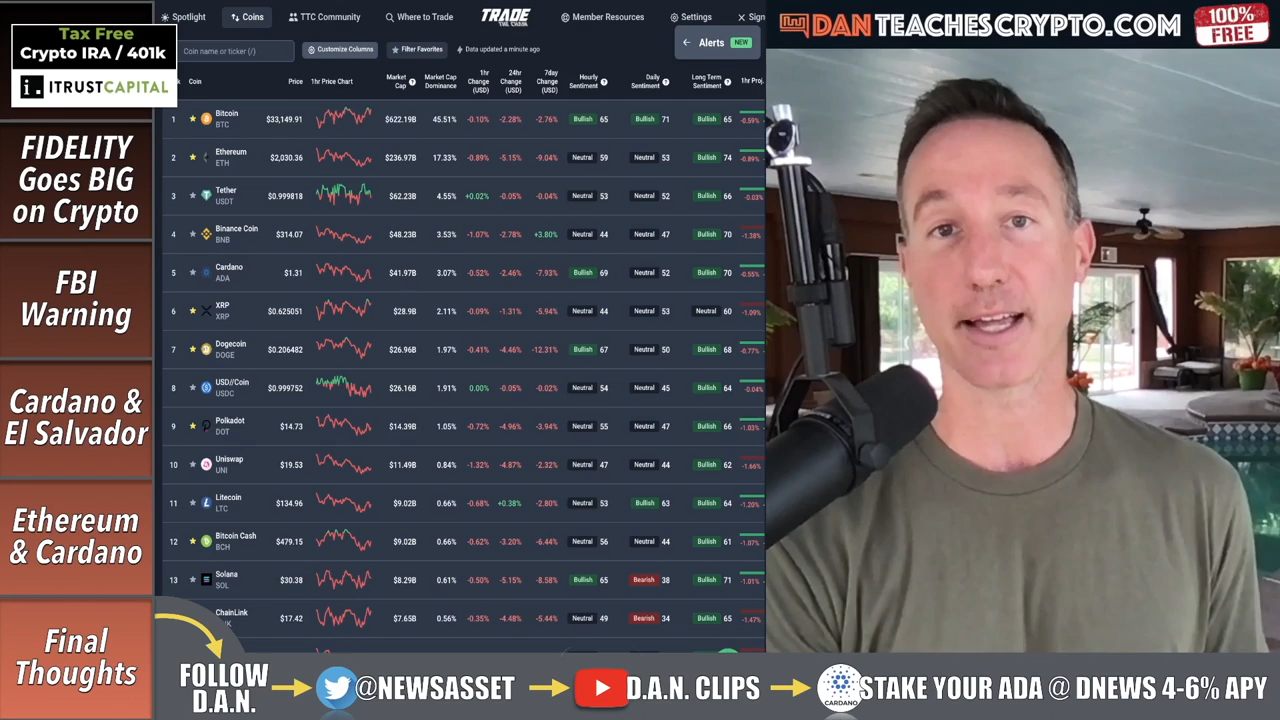 Tax Free
Crypto IRA / 401k
i. ITRUSTCAPITAL
FIDELITY
Goes BIG
on Crypto
FBI
Warning
Cardano &
El Salvador
Ethereum
& Cardano
Final
Thoughts
Spotlight Coins TTC Community Where to Trade TRADE THE CHAIN Member Resources Settings Sign
Coin name or ticker (/) Customize Columns Filter Favorites Data updated a minute ago Alerts NEW
Coin Price 1hr Price Chart Market Cap Market Cap Dominance 1hr Change (USD) 24hr Change (USD) 7day Change (USD) Hourly Sentiment Daily Sentiment Long Term Sentiment 1hr Proj.
1 Bitcoin BTC $33,149.91 $622.19B 45.51% -0.10% -2.28% -2.76% Bullish 65 Bullish 71 Bullish 65 -0.59%
2 Ethereum ETH $2,030.36 $236.97B 17.33% -0.89% -5.15% -9.04% Neutral 59 Neutral 53 Bullish 74 -0.89%
3 Tether USDT $0.999818 $62.23B 4.55% +0.02% -0.05% -0.04% Neutral 53 Neutral 52 Bullish 66 -0.03%
4 Binance Coin BNB $314.07 $48.23B 3.53% -1.07% -2.78% +3.80% Neutral 44 Neutral 47 Bullish 70 -1.38%
5 Cardano ADA $1.31 $41.97B 3.07% -0.52% -2.46% -7.93% Bullish 69 Neutral 52 Bullish 70 -0.55%
6 XRP XRP $0.625051 $28.9B 2.11% -0.09% -1.31% -5.94% Neutral 44 Neutral 53 Neutral 60 -1.09%
7 Dogecoin DOGE $0.206482 $26.96B 1.97% -0.41% -4.46% -12.31% Bullish 67 Neutral 50 Bullish 68 -0.77%
8 USD//Coin USDC $0.999752 $26.16B 1.91% 0.00% -0.05% -0.02% Neutral 54 Neutral 45 Bullish 64 -0.04%
9 Polkadot DOT $14.73 $14.39B 1.05% -0.72% -4.96% -3.94% Neutral 55 Neutral 47 Bullish 66 -1.03%
10 Uniswap UNI $19.53 $11.49B 0.84% -1.32% -4.87% -2.32% Neutral 47 Neutral 44 Bullish 62 -1.66%
11 Litecoin LTC $134.96 $9.02B 0.66% -0.68% +0.38% -2.80% Neutral 53 Bullish 63 Bullish 64 -1.20%
12 Bitcoin Cash BCH $479.15 $9.02B 0.66% -0.62% -3.20% -6.44% Neutral 56 Neutral 44 Bullish 61 -1.07%
13 Solana SOL $30.38 $8.29B 0.61% -0.50% -5.15% -8.58% Bullish 65 Bearish 38 Bullish 71 -1.01%
ChainLink $17.42 $7.65B 0.56% -0.35% -4.48% -5.44% Neutral 49 Bearish 34 Bullish 65 -1.47%
DANTEACHESCRYPTO.COM
100%
FREE
FOLLOW
D.A.N.
@NEWSASSET
D.A.N. CLIPS
CARDANO
STAKE YOUR ADA @ DNEWS 4-6% APY